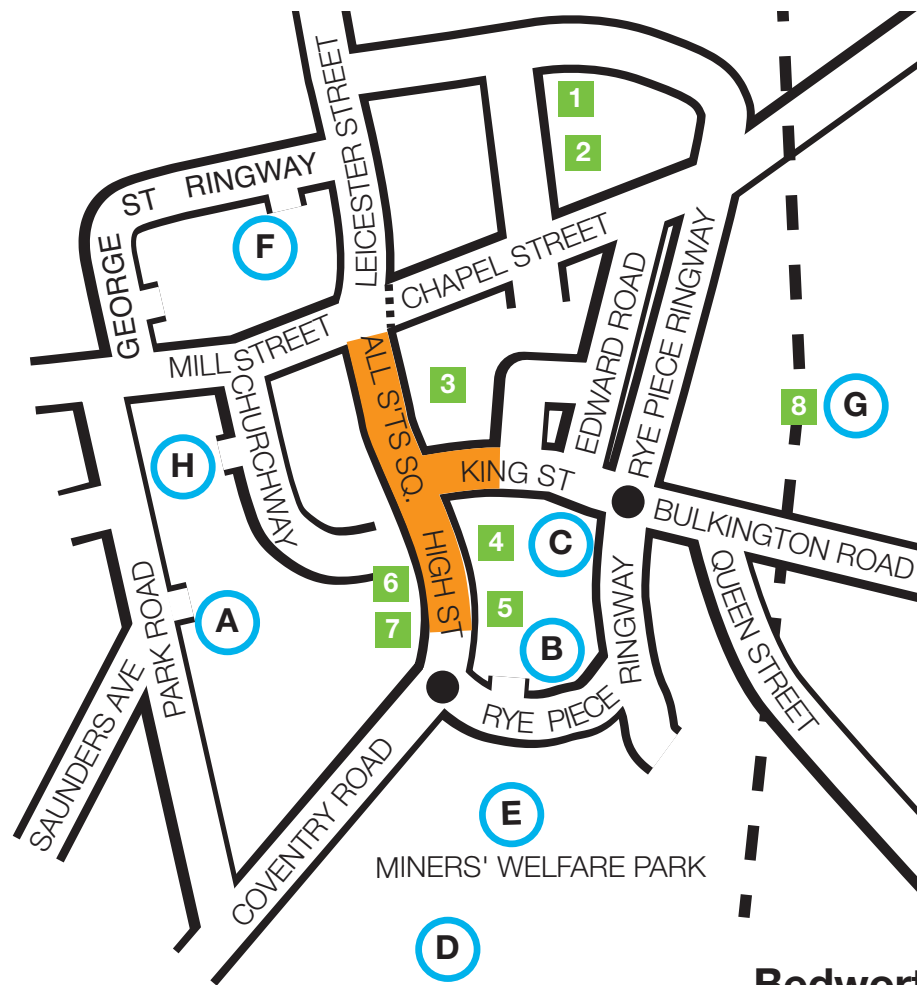 LEICESTER STREET
1
2
ST RINGWAY
GEORGE
F
CHAPEL STREET
EDWARD ROAD
RYE PIECE RINGWAY
MILL STREET
ALL S'TS SQ.
3
8
G
CHURCHWAY
H
KING ST
BULKINGTON ROAD
HIGH ST
4
C
QUEEN STREET
6
5
7
A
B
PARK ROAD
SAUNDERS AVE
RYE PIECE RINGWAY
COVENTRY ROAD
E
MINERS' WELFARE PARK
D